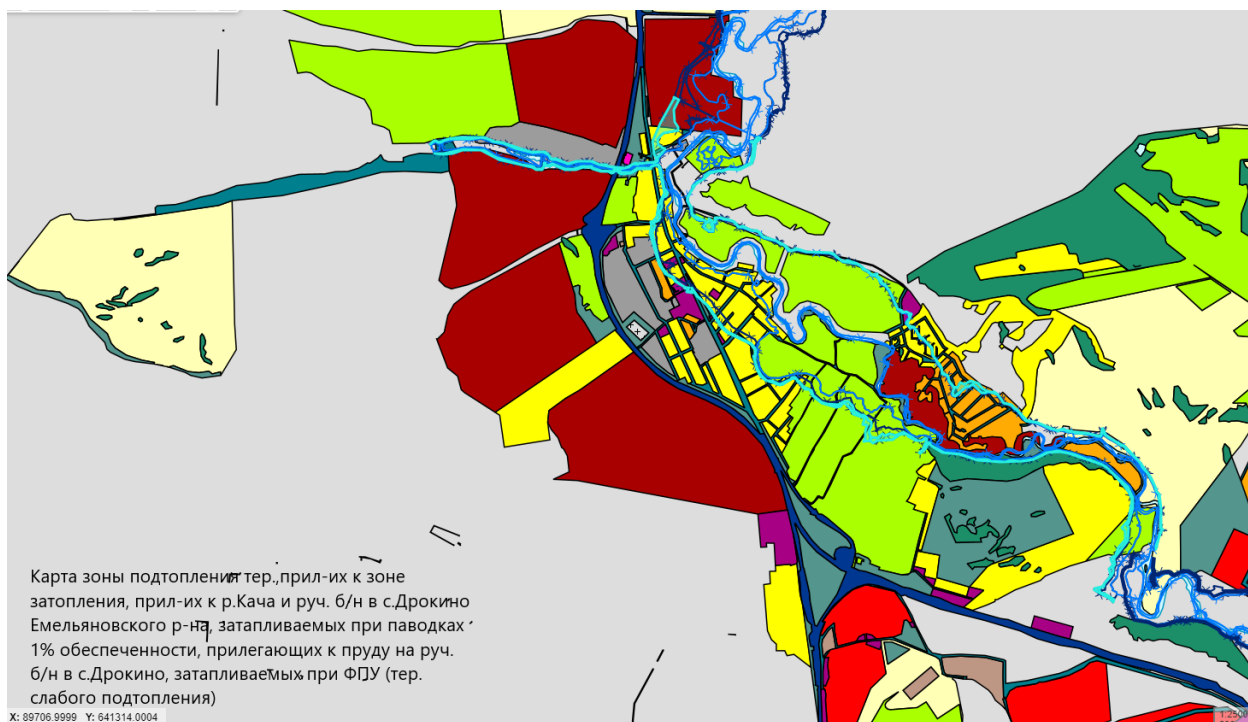 Карта зоны подтопления тер.,прил-их к зоне
затопления, прил-их к р.Кача и руч. б/н в с.Дрокино
Емельяновского р-на, затапливаемых при паводках
1% обеспеченности, прилегающих к пруду на руч.
б/н в с.Дрокино, затапливаемых при ФПУ (тер.
слабого подтопления)
X: 89706.9999 Y: 641314.0004